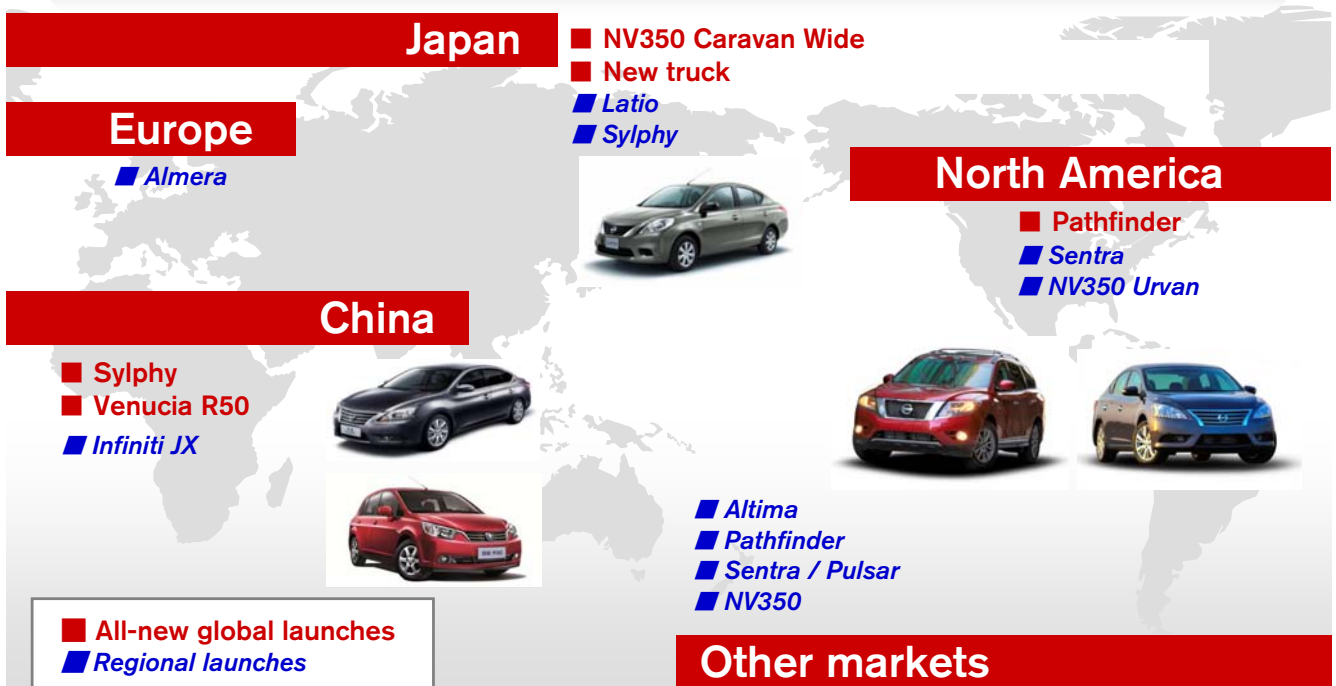 Japan
NV350 Caravan Wide
New truck
Latio
Sylphy
Europe
Almera
North America
Pathfinder
Sentra
NV350 Urvan
China
Sylphy
Venucia R50
Infiniti JX
Altima
Pathfinder
Sentra / Pulsar
NV350
All-new global launches
Regional launches
Other markets